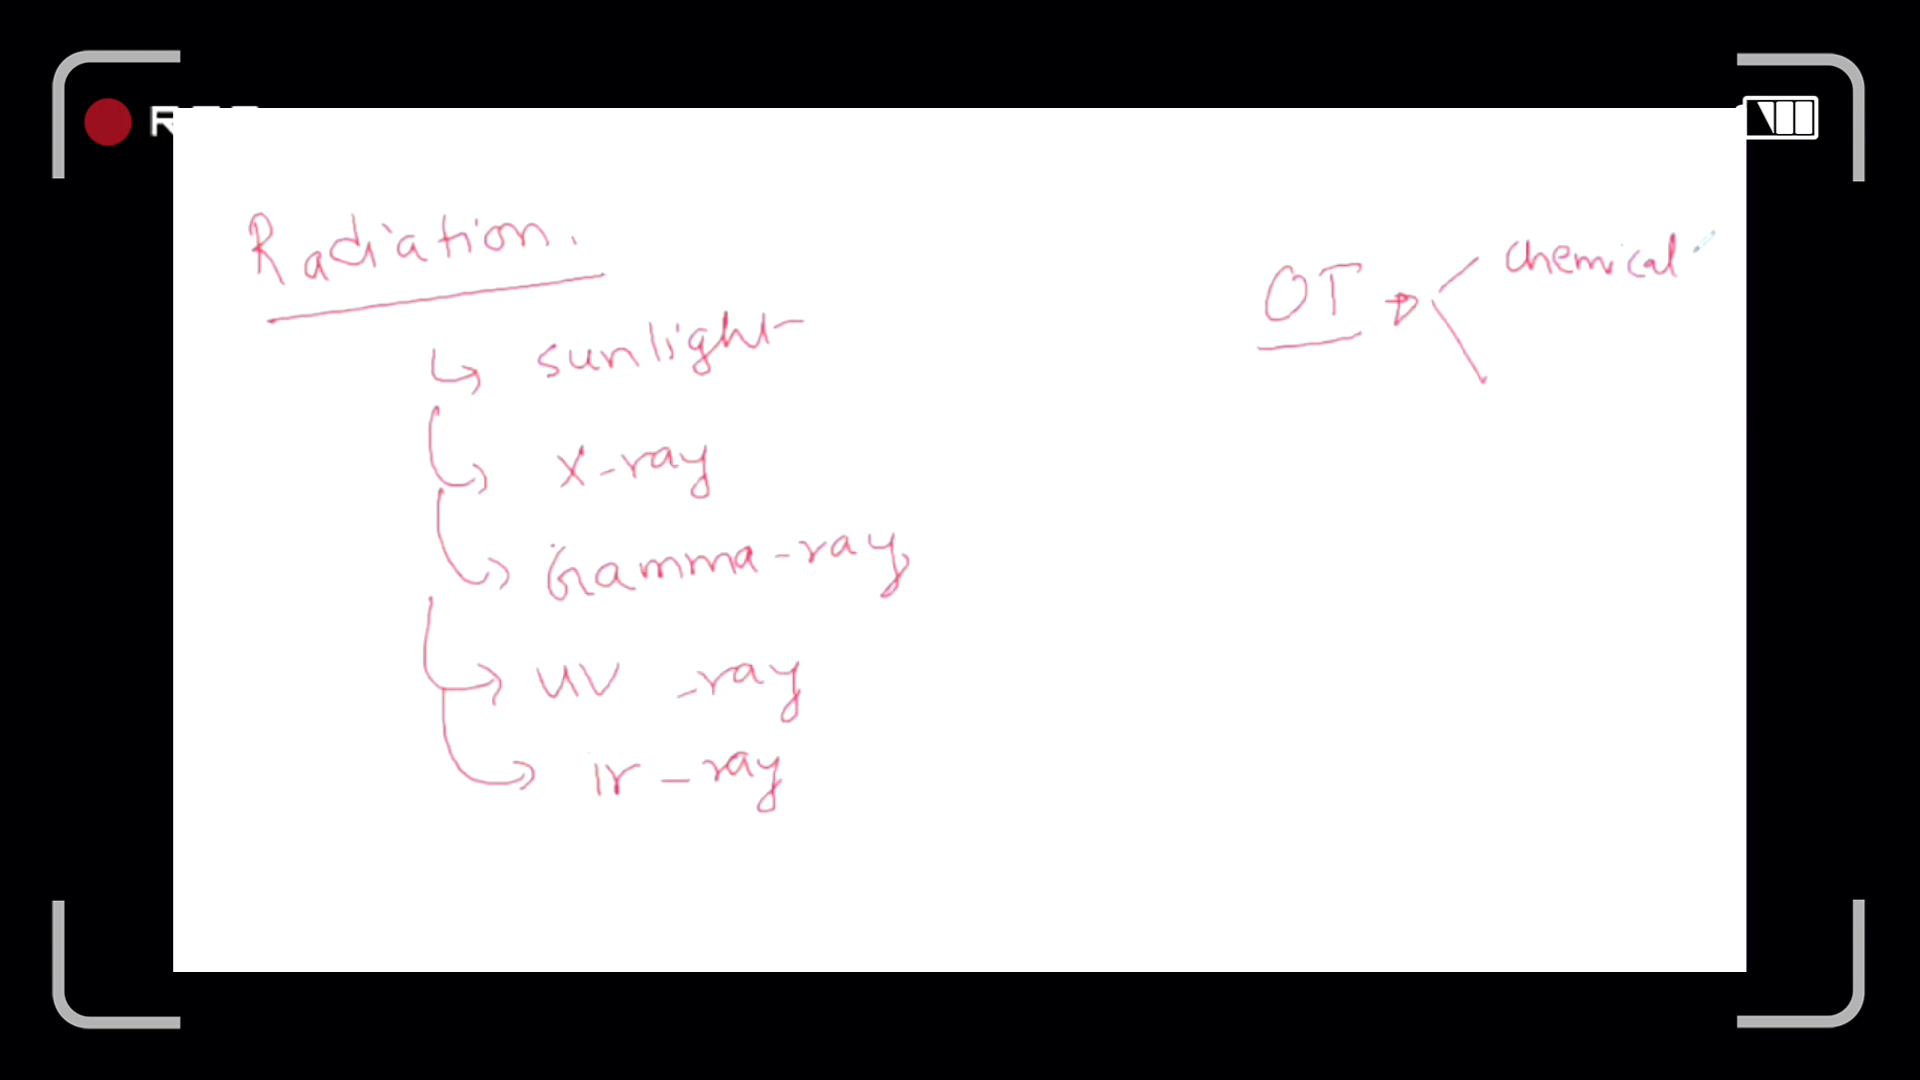 Radiation.
sunlight
x-ray
Gamma-ray
UV -ray
ir-ray
OT → chemical